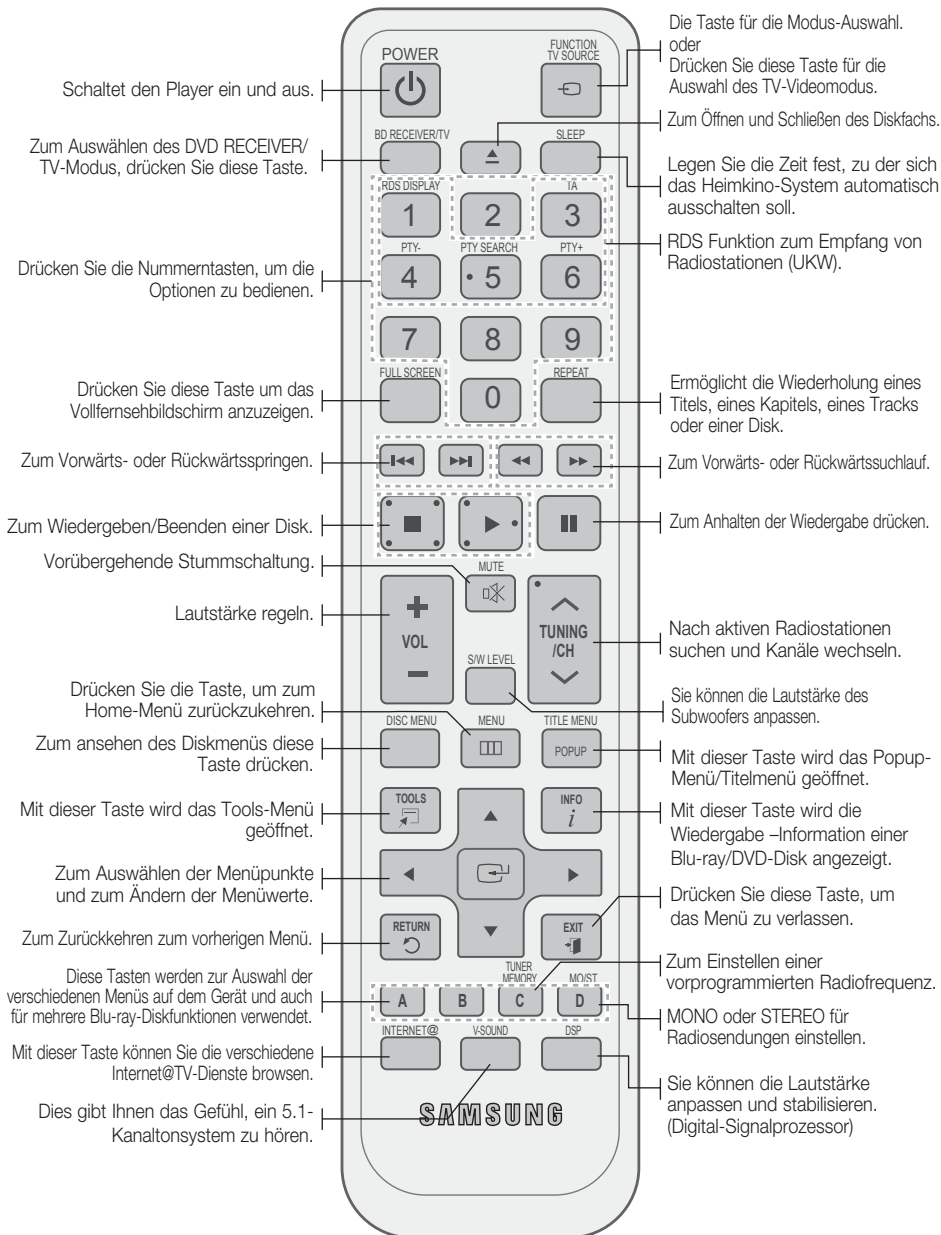 POWER
FUNCTION
TV SOURCE
Die Taste für die Modus-Auswahl.
oder
Drücken Sie diese Taste für die
Auswahl des TV-Videomodus.
Schaltet den Player ein und aus.
Zum Öffnen und Schließen des Diskfachs.
BD RECEIVER/TV
SLEEP
Zum Auswählen des DVD RECEIVER/
TV-Modus, drücken Sie diese Taste.
Legen Sie die Zeit fest, zu der sich
das Heimkino-System automatisch
ausschalten soll.
RDS DISPLAY
TA
1
2
3
RDS Funktion zum Empfang von
Radiostationen (UKW).
PTY-
PTY SEARCH
PTY+
4
5
6
Drücken Sie die Nummerntasten, um die
Optionen zu bedienen.
7
8
9
FULL SCREEN
REPEAT
0
Drücken Sie diese Taste um das
Vollfernsehbildschirm anzuzeigen.
Ermöglicht die Wiederholung eines
Titels, eines Kapitels, eines Tracks
oder einer Disk.
Zum Vorwärts- oder Rückwärtsspringen.
Zum Vorwärts- oder Rückwärtssuchlauf.
Zum Wiedergeben/Beenden einer Disk.
Zum Anhalten der Wiedergabe drücken.
Vorübergehende Stummschaltung.
MUTE
Lautstärke regeln.
VOL
TUNING
/CH
Nach aktiven Radiostationen
suchen und Kanäle wechseln.
S/W LEVEL
Drücken Sie die Taste, um zum
Home-Menü zurückzukehren.
Sie können die Lautstärke des
Subwoofers anpassen.
DISC MENU
MENU
TITLE MENU
POPUP
Zum ansehen des Diskmenüs diese
Taste drücken.
Mit dieser Taste wird das Popup-
Menü/Titelmenü geöffnet.
TOOLS
INFO
i
Mit dieser Taste wird das Tools-Menü
geöffnet.
Mit dieser Taste wird die
Wiedergabe –Information einer
Blu-ray/DVD-Disk angezeigt.
Zum Auswählen der Menüpunkte
und zum Ändern der Menüwerte.
Drücken Sie diese Taste, um
das Menü zu verlassen.
RETURN
EXIT
Zum Zurückkehren zum vorherigen Menü.
TUNER
MEMORY
MO/ST
Zum Einstellen einer
vorprogrammierten Radiofrequenz.
Diese Tasten werden zur Auswahl der
verschiedenen Menüs auf dem Gerät und auch
für mehrere Blu-ray-Diskfunktionen verwendet.
A
B
C
D
MONO oder STEREO für
Radiosendungen einstellen.
INTERNET@
V-SOUND
DSP
Mit dieser Taste können Sie die verschiedene
Internet@TV-Dienste browsen.
Sie können die Lautstärke
anpassen und stabilisieren.
(Digital-Signalprozessor)
Dies gibt Ihnen das Gefühl, ein 5.1-
Kanaltonsystem zu hören.
SAMSUNG